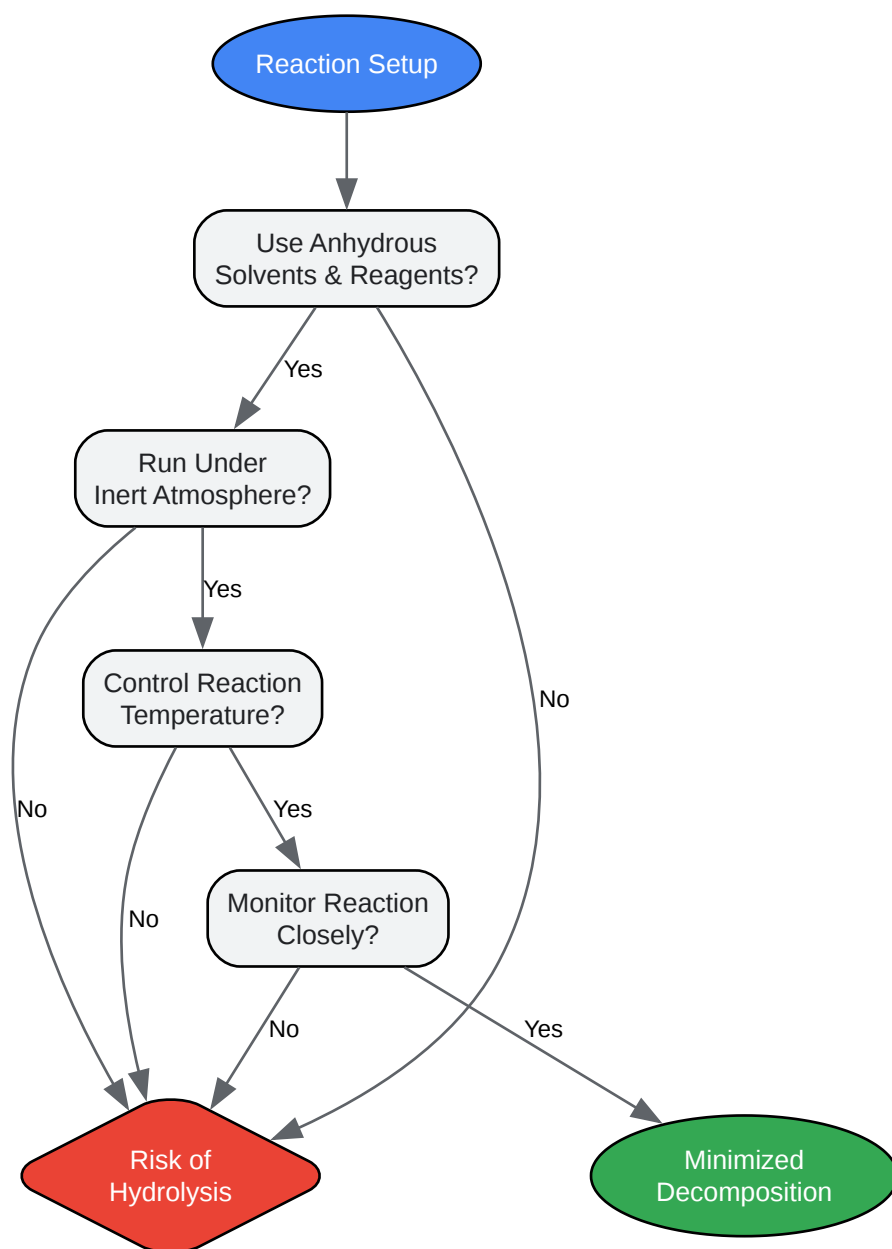 Reaction Setup
Use Anhydrous
Solvents & Reagents?
Yes
Run Under
Inert Atmosphere?
Yes
Control Reaction
Temperature?
No
No
Yes
Monitor Reaction
Closely?
No
No
Yes
Risk of
Hydrolysis
Minimized
Decomposition